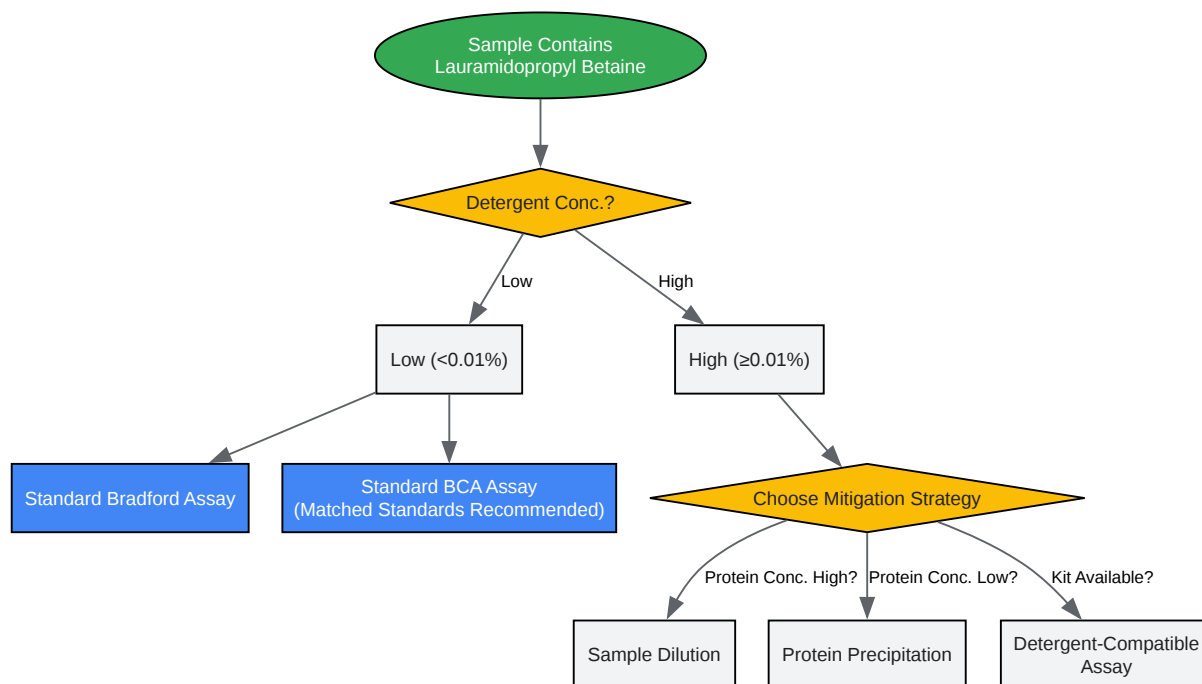 Sample Contains
Lauramidopropyl Betaine
Detergent Conc.?
Low
High
Low (<0.01%)
High (≥0.01%)
Standard Bradford Assay
Standard BCA Assay
(Matched Standards Recommended)
Choose Mitigation Strategy
Protein Conc. High?
Protein Conc. Low?
Kit Available?
Sample Dilution
Protein Precipitation
Detergent-Compatible
Assay